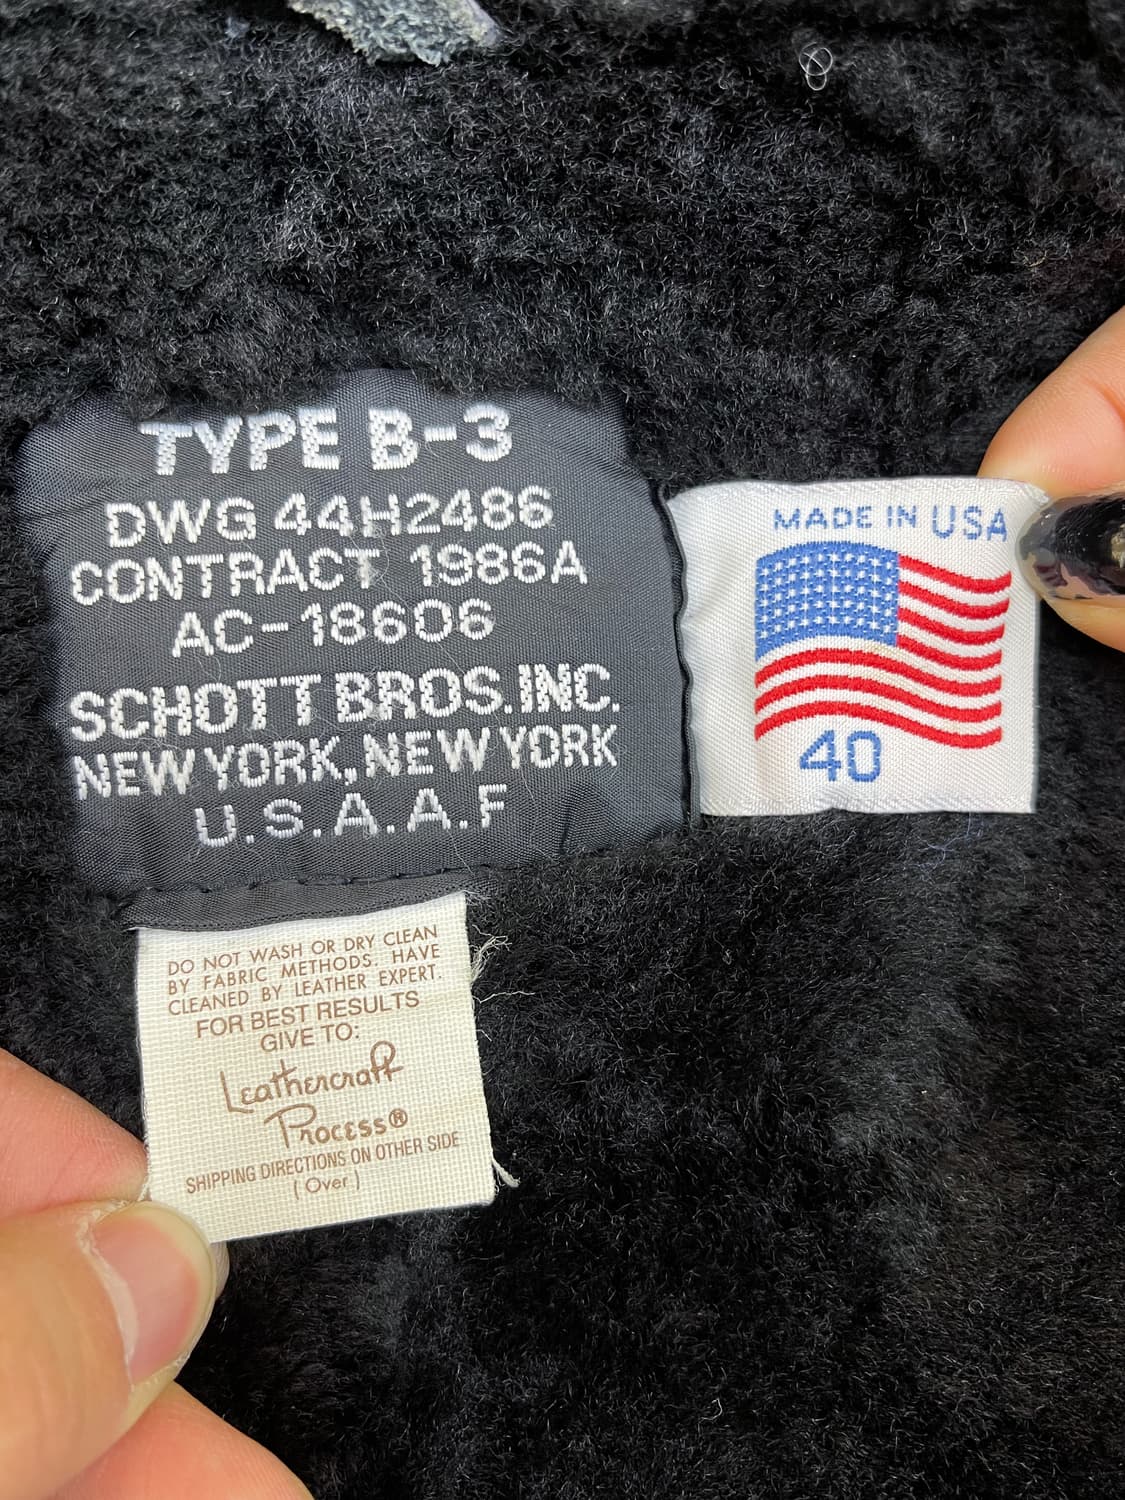 TYPE B-3
DWG 44H2486
CONTRACT 1986A
AC-18606
SCHOTT BROS.INC.
NEW YORK, NEW YORK
U.S.A.A.F
MADE IN USA
40
DO NOT WASH OR DRY CLEAN
BY FABRIC METHODS. HAVE
CLEANED BY LEATHER EXPERT.
FOR BEST RESULTS
GIVE TO:
Leathercraft
Process®
SHIPPING DIRECTIONS ON OTHER SIDE
( Over )